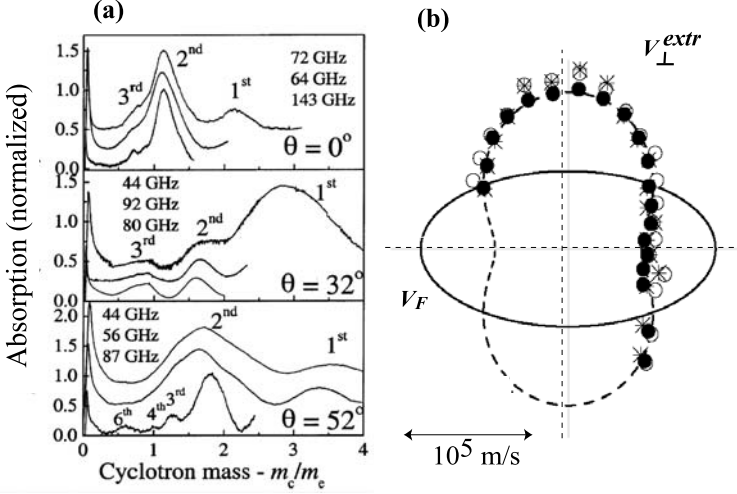 (a)
(b)
Absorption (normalized)
1.5
1.0
0.5
0.0
3rd
2nd
1st
72 GHz
64 GHz
143 GHz
θ = 0°
1.5
1.0
0.5
0.0
44 GHz
92 GHz
80 GHz
3rd
2nd
1st
θ = 32°
2.0
1.5
1.0
0.5
0.0
44 GHz
56 GHz
87 GHz
6th
4th
3rd
2nd
1st
θ = 52°
0 1 2 3 4
Cyclotron mass - mc/me
V⊥extr
VF
10^5 m/s